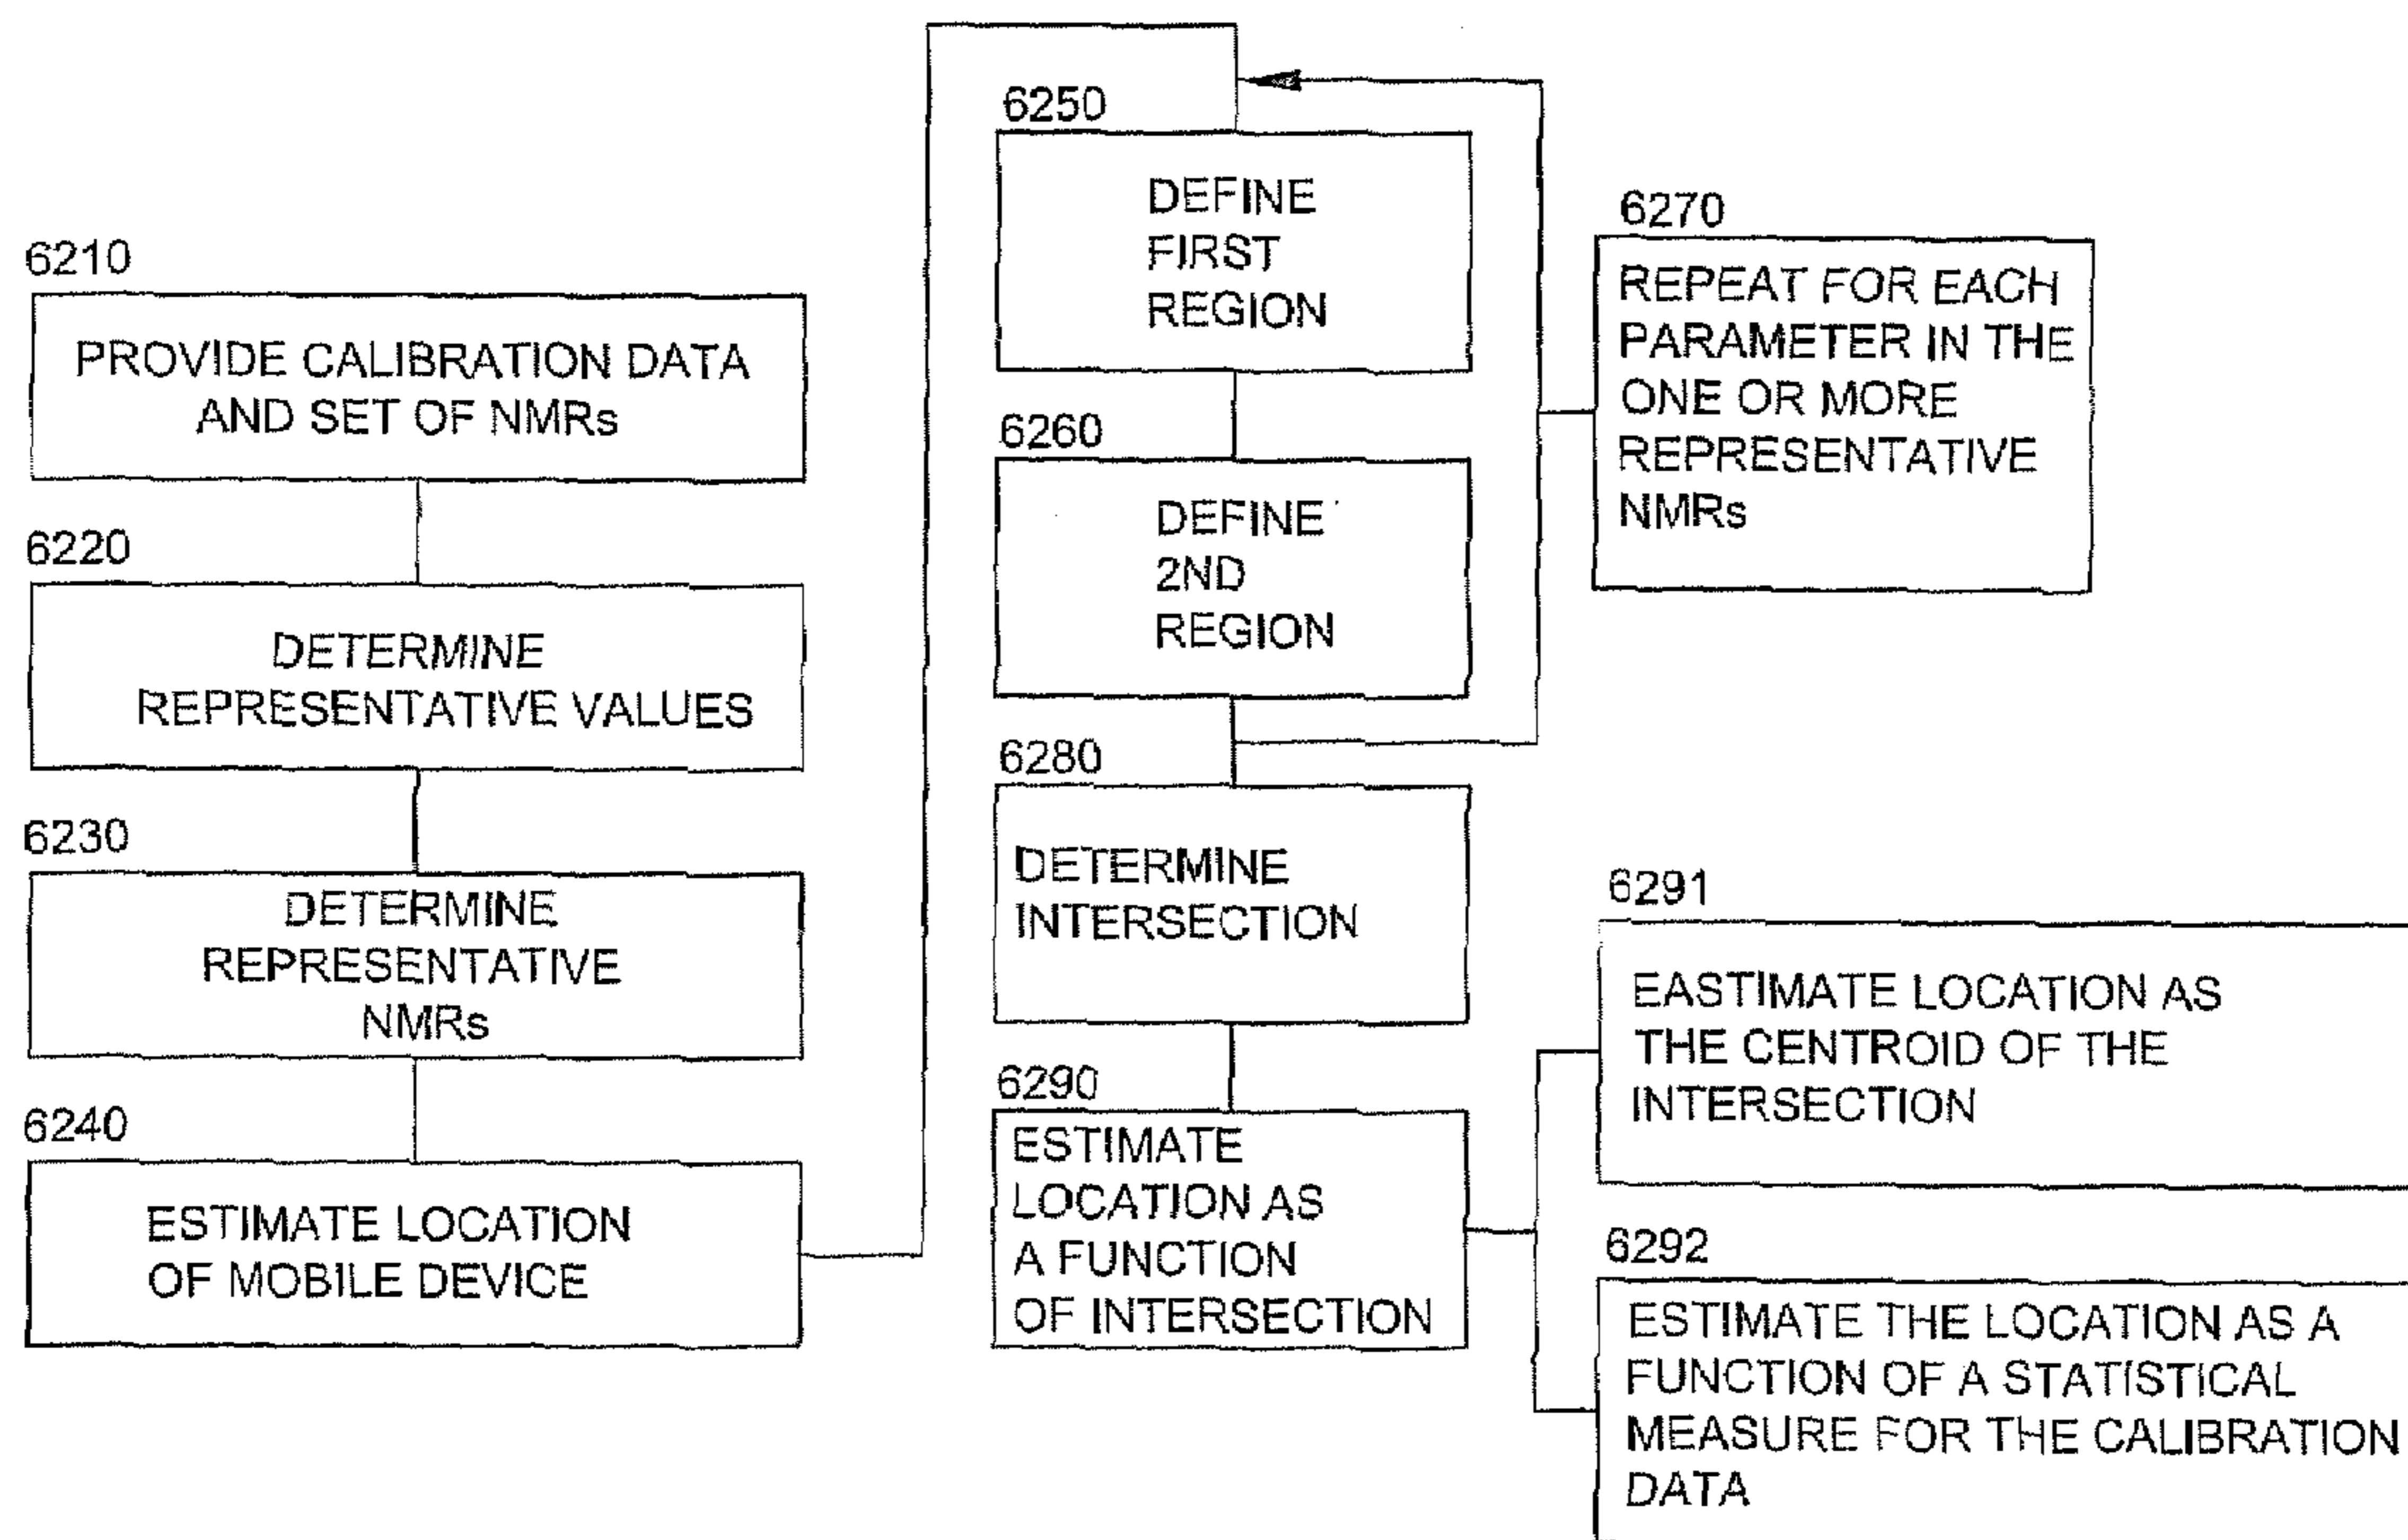 6210
PROVIDE CALIBRATION DATA
AND SET OF NMRs
6220
DETERMINE
REPRESENTATIVE VALUES
6230
DETERMINE
REPRESENTATIVE
NMRs
6240
ESTIMATE LOCATION
OF MOBILE DEVICE
6250
DEFINE
FIRST
REGION
6260
DEFINE
2ND
REGION
6270
REPEAT FOR EACH
PARAMETER IN THE
ONE OR MORE
REPRESENTATIVE
NMRs
6280
DETERMINE
INTERSECTION
6290
ESTIMATE
LOCATION AS
A FUNCTION
OF INTERSECTION
6291
EASTIMATE LOCATION AS
THE CENTROID OF THE
INTERSECTION
6292
ESTIMATE THE LOCATION AS A
FUNCTION OF A STATISTICAL
MEASURE FOR THE CALIBRATION
DATA